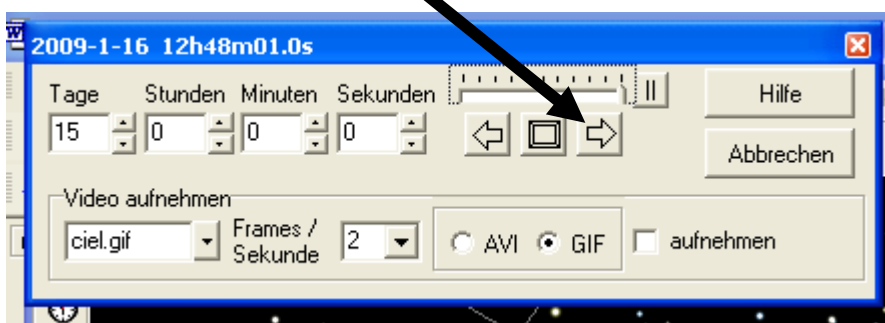 2009-1-16 12h48m01.0s
Tage Stunden Minuten Sekunden
Hilfe
15 0 0 0
Abbrechen
Video aufnehmen
ciel.gif
Frames /
Sekunde
2
AVI GIF aufnehmen